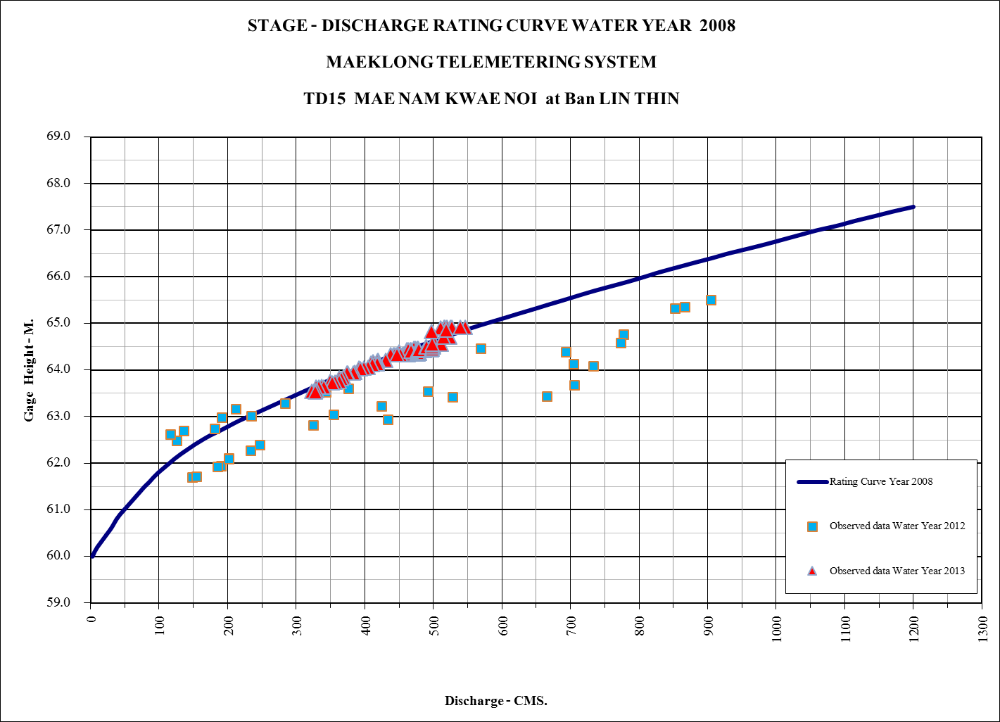 STAGE - DISCHARGE RATING CURVE WATER YEAR 2008
MAEKLONG TELEMETERING SYSTEM
TD15 MAE NAM KWAE NOI at Ban LIN THIN
69.0
68.0
67.0
66.0
65.0
64.0
63.0
62.0
61.0
60.0
59.0
Gage Height - M.
Rating Curve Year 2008
Observed data Water Year 2012
Observed data Water Year 2013
0 100 200 300 400 500 600 700 800 900 1000 1100 1200 1300
Discharge - CMS.